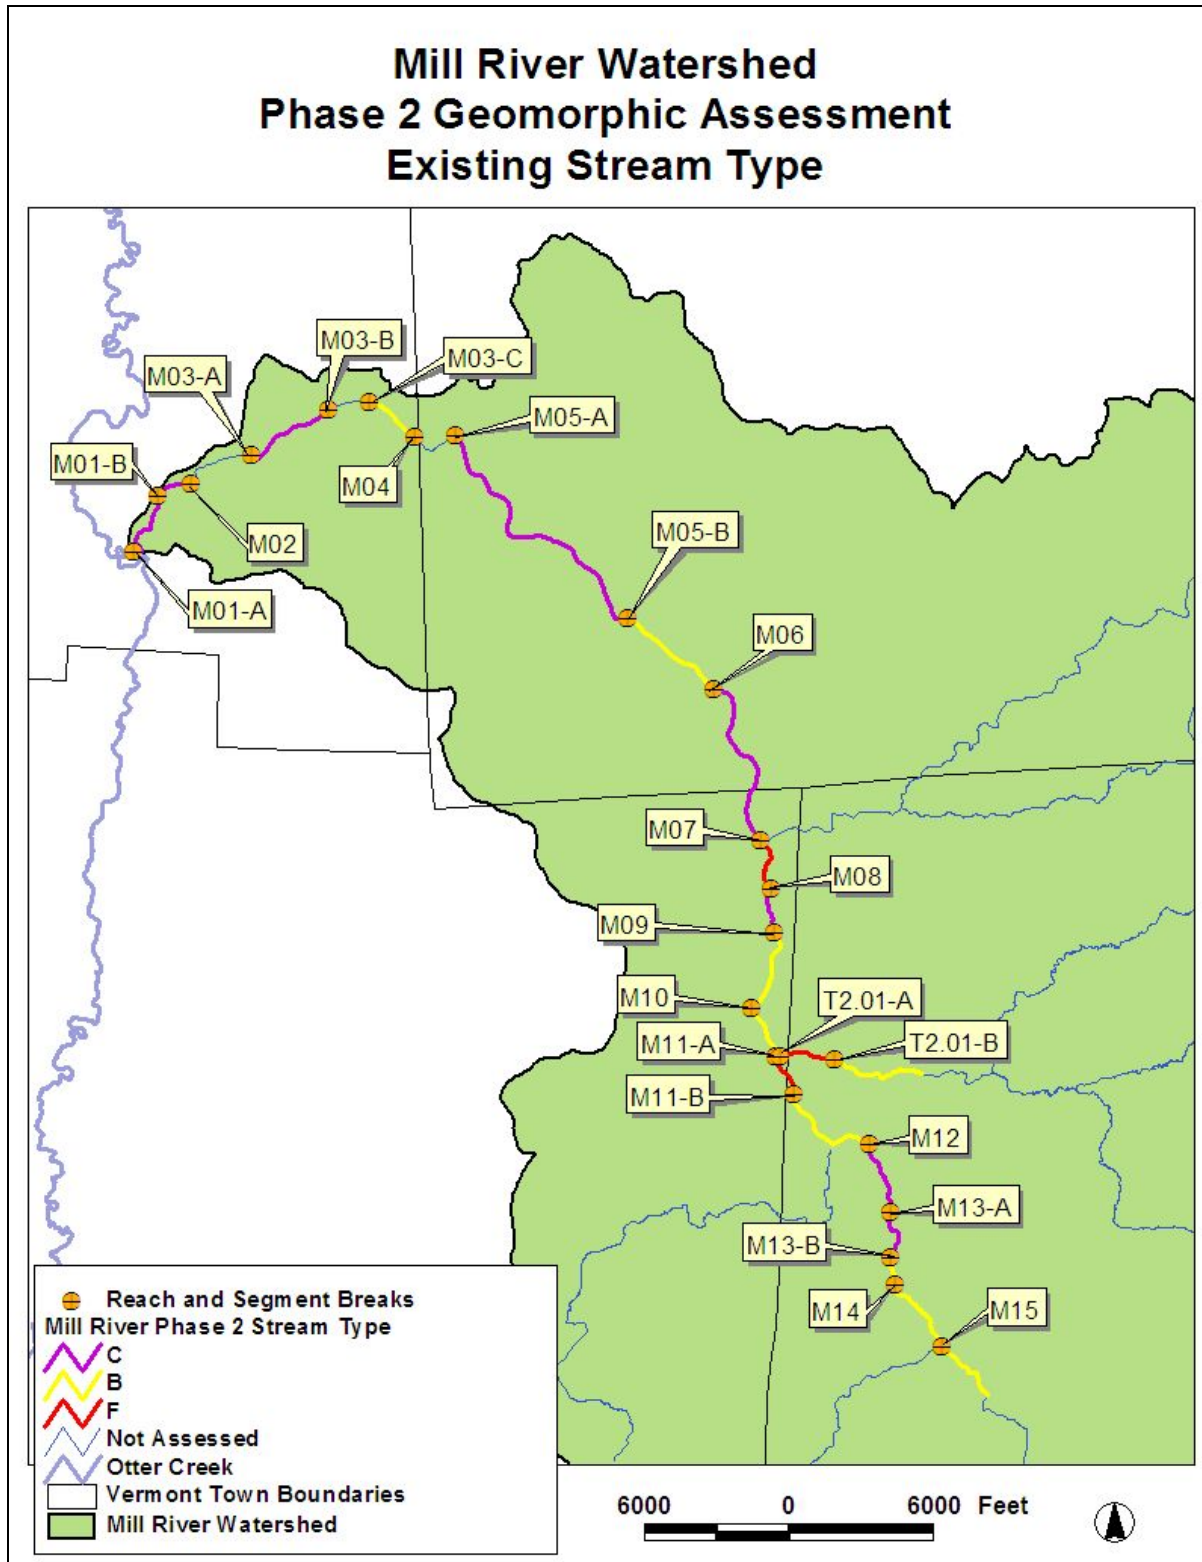 Mill River Watershed
Phase 2 Geomorphic Assessment
Existing Stream Type
M03-B
M03-C
M03-A
M05-A
M01-B
M04
M02
M05-B
M01-A
M06
M07
M08
M09
M10
T2.01-A
M11-A
T2.01-B
M11-B
M12
M13-A
M13-B
M14
M15
Reach and Segment Breaks
Mill River Phase 2 Stream Type
C
B
F
Not Assessed
Otter Creek
Vermont Town Boundaries
Mill River Watershed
6000 0 6000 Feet